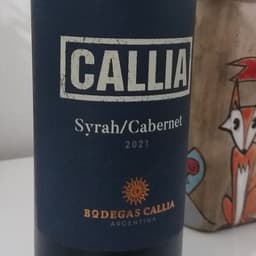 CALLIA
Syrah/Cabernet
2021
BODEGAS CALLIA
ARGENTINA